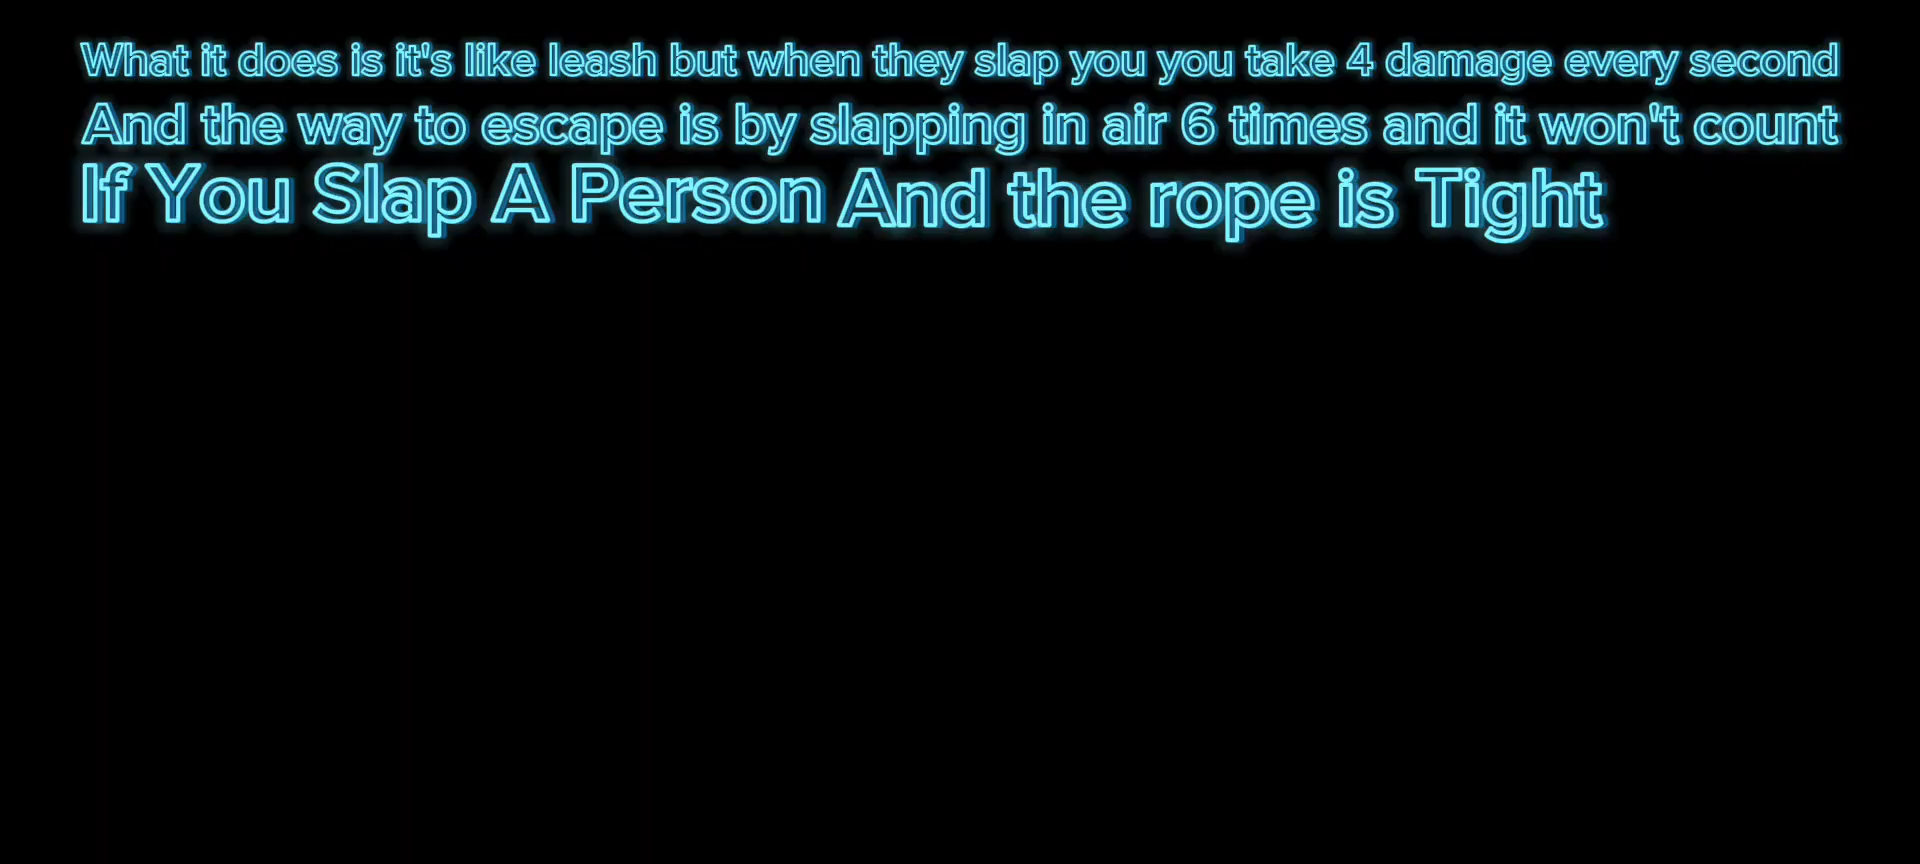 What it does is it's like leash but when they slap you you take 4 damage every second
And the way to escape is by slapping in air 6 times and it won't count
If You Slap A Person And the rope is Tight